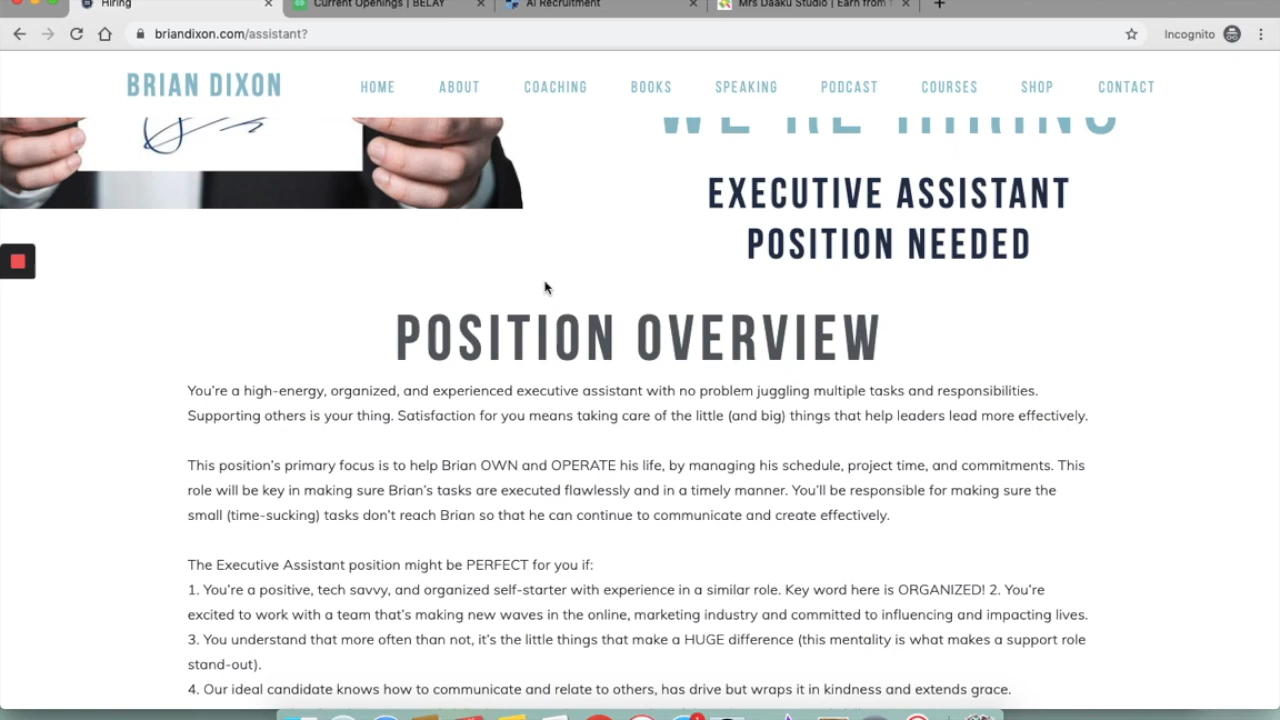 Hiring
Current Openings | BELAY
AI Recruitment
Mrs Daaku Studio | Earn from
briandixon.com/assistant?
Incognito
BRIAN DIXON
HOME
ABOUT
COACHING
BOOKS
SPEAKING
PODCAST
COURSES
SHOP
CONTACT
WE'RE HIRING
EXECUTIVE ASSISTANT
POSITION NEEDED
POSITION OVERVIEW
You're a high-energy, organized, and experienced executive assistant with no problem juggling multiple tasks and responsibilities.
Supporting others is your thing. Satisfaction for you means taking care of the little (and big) things that help leaders lead more effectively.
This position's primary focus is to help Brian OWN and OPERATE his life, by managing his schedule, project time, and commitments. This
role will be key in making sure Brian's tasks are executed flawlessly and in a timely manner. You'll be responsible for making sure the
small (time-sucking) tasks don't reach Brian so that he can continue to communicate and create effectively.
The Executive Assistant position might be PERFECT for you if:
1. You're a positive, tech savvy, and organized self-starter with experience in a similar role. Key word here is ORGANIZED! 2. You're
excited to work with a team that's making new waves in the online, marketing industry and committed to influencing and impacting lives.
3. You understand that more often than not, it's the little things that make a HUGE difference (this mentality is what makes a support role
stand-out).
4. Our ideal candidate knows how to communicate and relate to others, has drive but wraps it in kindness and extends grace.